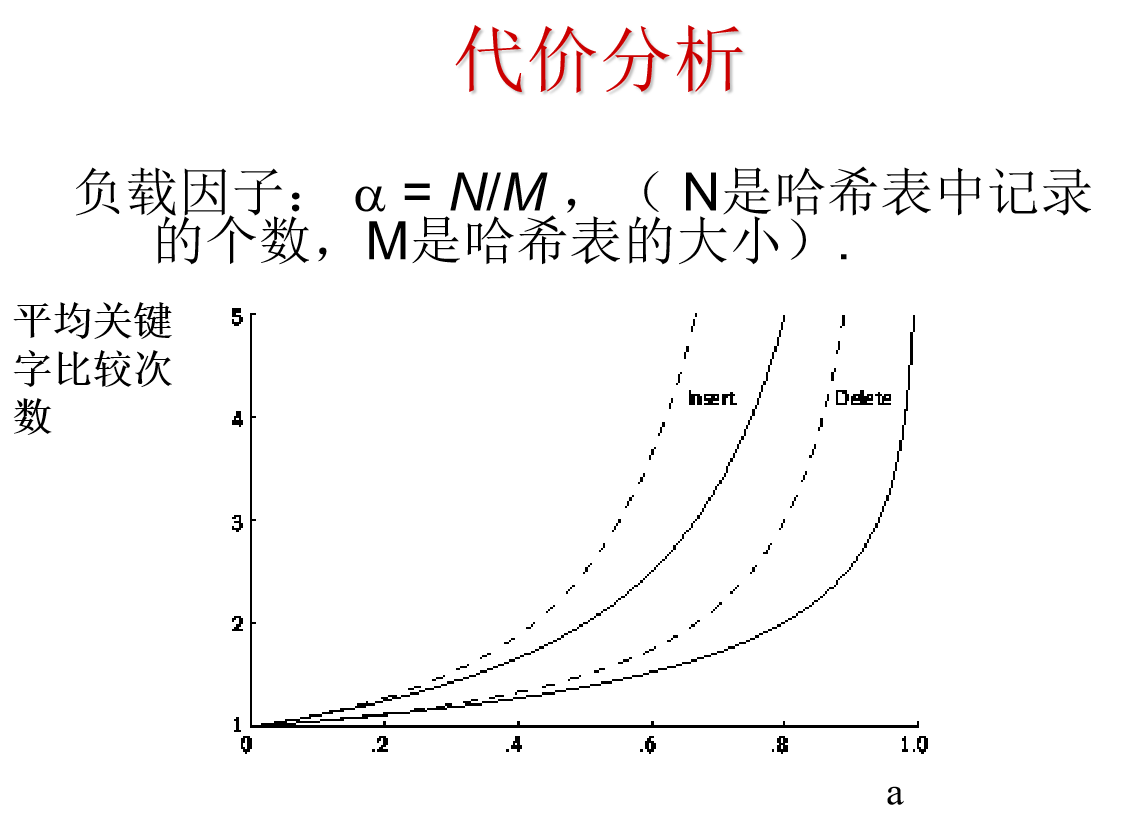 代价分析
负载因子： α = N/M ， （ N是哈希表中记录
的个数，M是哈希表的大小）.
平均关键
字比较次
数
5
4
3
2
1
Insert
Delete
0 .2 .4 .6 .8 1.0
a